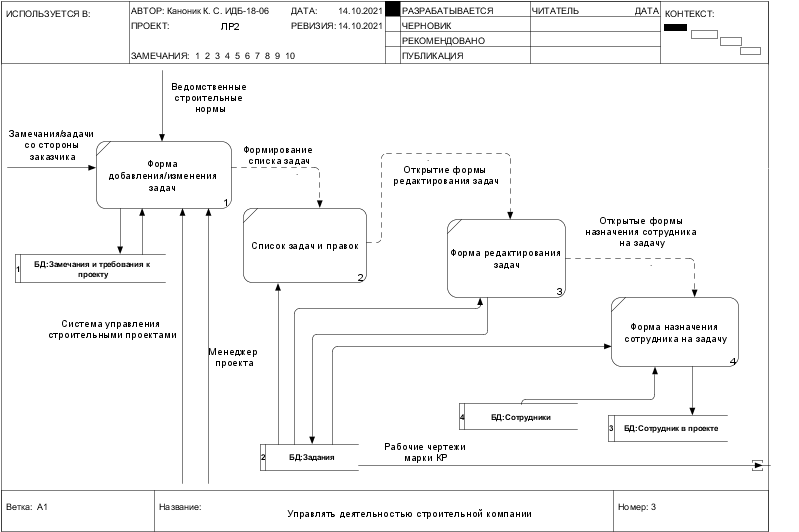 ИСПОЛЬЗУЕТСЯ В:
АВТОР: Каноник К. С. ИДБ-18-06
ДАТА: 14.10.2021
ПРОЕКТ: ЛР2
РЕВИЗИЯ: 14.10.2021
ЗАМЕЧАНИЯ: 1 2 3 4 5 6 7 8 9 10
РАЗРАБАТЫВАЕТСЯ
ЧЕРНОВИК
РЕКОМЕНДОВАНО
ПУБЛИКАЦИЯ
ЧИТАТЕЛЬ ДАТА
КОНТЕКСТ:
Ведомственные
строительные
нормы
Замечания/задачи
со стороны
заказчика
Форма
добавления/изменения
задач
1
Формирование
списка задач
Открытие формы
редактирования задач
Список задач и правок
2
Открытые формы
назначения сотрудника
на задачу
Форма редактирования
задач
3
1
БД:Замечания и требования к
проекту
Система управления
строительными проектами
Менеджер
проекта
Форма назначения
сотрудника на задачу
4
4
БД:Сотрудники
3
БД:Сотрудник в проекте
2
БД:Задания
Рабочие чертежи
марки КР
Ветка: A1
Название:
Управлять деятельностью строительной компании
Номер: 3